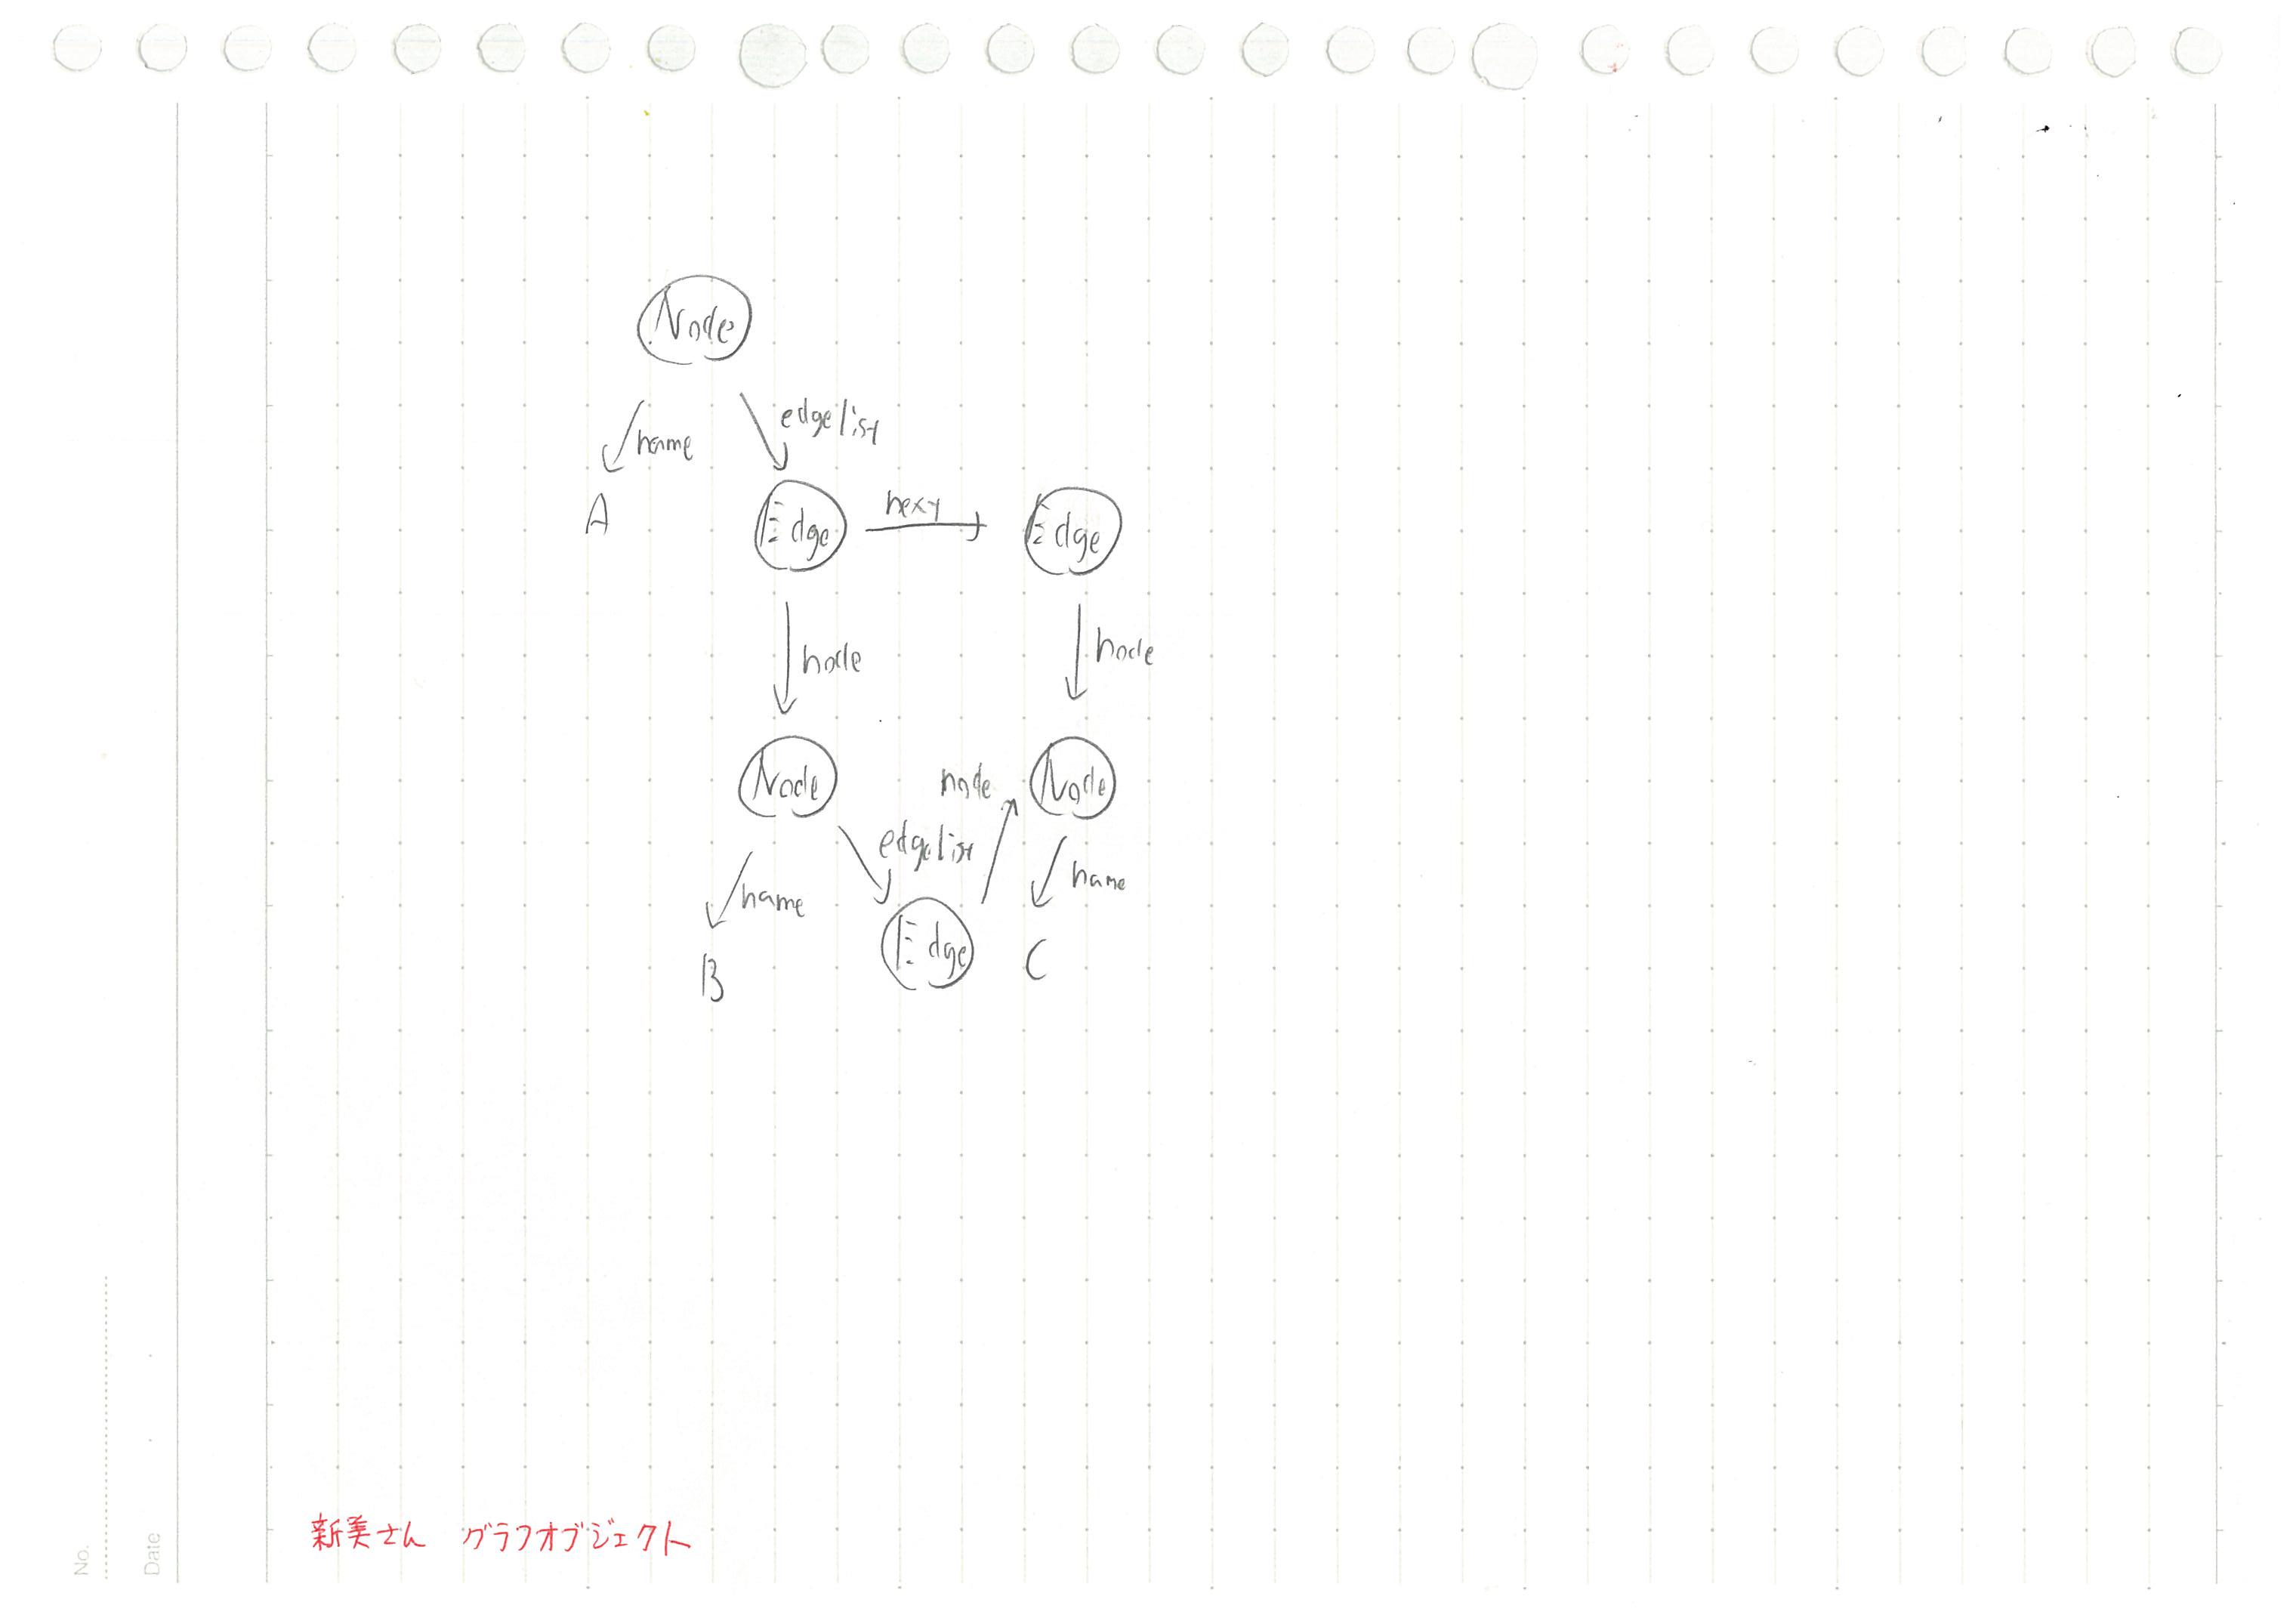 Node
name
edgelist
A
Edge
next
Edge
node
node
Node
node
Node
edgelist
name
name
B
Edge
C
新美さん グラフオブジェクト
No.
Date